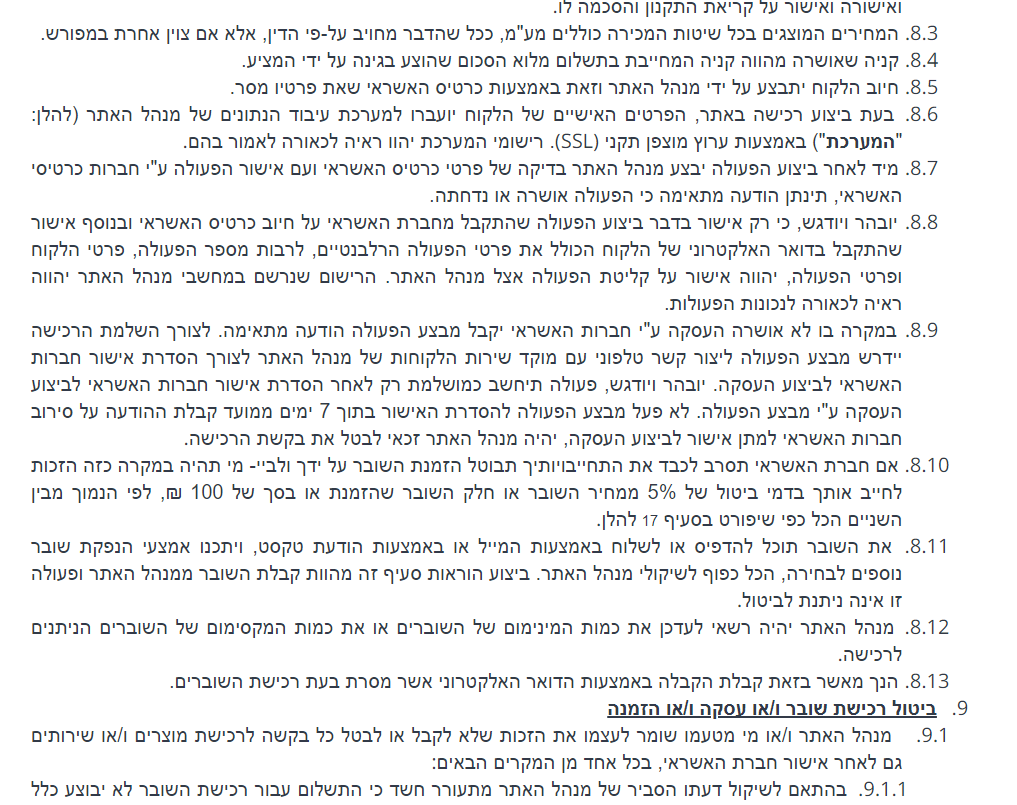 ואישורה ואישור על קריאת התקנון והסכמה לו.
8.3. המחירים המוצגים בכל שיטות המכירה כוללים מע"מ, ככל שהדבר מחויב על-פי הדין, אלא אם צוין אחרת במפורש.
8.4. קניה שאושרה מהווה קניה המחייבת בתשלום מלוא הסכום שהוצע בגינה על ידי המציע.
8.5. חיוב הלקוח יתבצע על ידי מנהל האתר וזאת באמצעות כרטיס האשראי שאת פרטיו מסר.
8.6. בעת ביצוע רכישה באתר, הפרטים האישיים של הלקוח יועברו למערכת עיבוד הנתונים של מנהל האתר (להלן:
"המערכת") באמצעות ערוץ מוצפן תקני (SSL). רישומי המערכת יהוו ראיה לכאורה לאמור בהם.
8.7. מיד לאחר ביצוע הפעולה יבצע מנהל האתר בדיקה של פרטי כרטיס האשראי ועם אישור הפעולה ע"י חברות כרטיסי
האשראי, תינתן הודעה מתאימה כי הפעולה אושרה או נדחתה.
8.8. יובהר ויודגש, כי רק אישור בדבר ביצוע הפעולה שהתקבל מחברת האשראי על חיוב כרטיס האשראי ובנוסף אישור
שהתקבל בדואר האלקטרוני של הלקוח הכולל את פרטי הפעולה הרלבנטיים, לרבות מספר הפעולה, פרטי הלקוח
ופרטי הפעולה, יהווה אישור על קליטת הפעולה אצל מנהל האתר. הרישום שנרשם במחשבי מנהל האתר יהווה
ראיה לכאורה לנכונות הפעולות.
8.9. במקרה בו לא אושרה העסקה ע"י חברות האשראי יקבל מבצע הפעולה הודעה מתאימה. לצורך השלמת הרכישה
יידרש מבצע הפעולה ליצור קשר טלפוני עם מוקד שירות הלקוחות של מנהל האתר לצורך הסדרת אישור חברות
האשראי לביצוע העסקה. יובהר ויודגש, פעולה תיחשב כמושלמת רק לאחר הסדרת אישור חברות האשראי לביצוע
העסקה ע"י מבצע הפעולה. לא פעל מבצע הפעולה להסדרת האישור בתוך 7 ימים ממועד קבלת ההודעה על סירוב
חברות האשראי למתן אישור לביצוע העסקה, יהיה מנהל האתר זכאי לבטל את בקשת הרכישה.
8.10. אם חברת האשראי תסרב לכבד את התחייבויותיך תבוטל הזמנת השובר על ידך ולביי- מי תהיה במקרה כזה הזכות
לחייב אותך בדמי ביטול של 5% ממחיר השובר או חלק השובר שהזמנת או בסך של 100 ₪, לפי הנמוך מבין
השניים הכל כפי שיפורט בסעיף 17 להלן.
8.11. את השובר תוכל להדפיס או לשלוח באמצעות המייל או באמצעות הודעת טקסט, ויתכנו אמצעי הנפקת שובר
נוספים לבחירה, הכל כפוף לשיקולי מנהל האתר. ביצוע הוראות סעיף זה מהוות קבלת השובר ממנהל האתר ופעולה
זו אינה ניתנת לביטול.
8.12. מנהל האתר יהיה רשאי לעדכן את כמות המינימום של השוברים או את כמות המקסימום של השוברים הניתנים
לרכישה.
8.13. הנך מאשר בזאת קבלת הקבלה באמצעות הדואר האלקטרוני אשר מסרת בעת רכישת השוברים.
9. ביטול רכישת שובר ו/או עסקה ו/או הזמנה
9.1. מנהל האתר ו/או מי מטעמו שומר לעצמו את הזכות שלא לקבל או לבטל כל בקשה לרכישת מוצרים ו/או שירותים
גם לאחר אישור חברת האשראי, בכל אחד מן המקרים הבאים:
9.1.1. בהתאם לשיקול דעתו הסביר של מנהל האתר מתעורר חשד כי התשלום עבור רכישת השובר לא יבוצע כלל